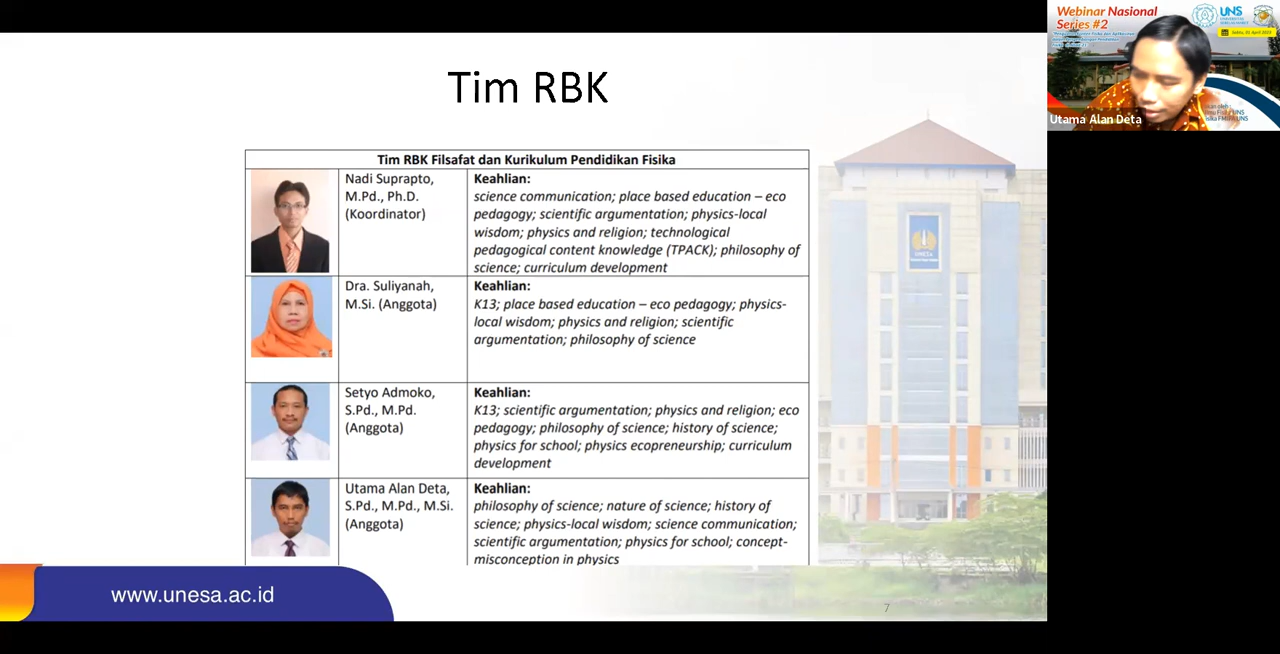 Tim RBK
Tim RBK Filsafat dan Kurikulum Pendidikan Fisika
Nadi Suprapto,
M.Pd., Ph.D.
(Koordinator)
Keahlian:
science communication; place based education – eco
pedagogy; scientific argumentation; physics-local
wisdom; physics and religion; technological
pedagogical content knowledge (TPACK); philosophy of
science; curriculum development
Dra. Suliyanah,
M.Si. (Anggota)
Keahlian:
K13; place based education – eco pedagogy; physics-
local wisdom; physics and religion; scientific
argumentation; philosophy of science
Setyo Admoko,
S.Pd., M.Pd.
(Anggota)
Keahlian:
K13; scientific argumentation; physics and religion; eco
pedagogy; philosophy of science; history of science;
physics for school; physics ecopreneurship; curriculum
development
Utama Alan Deta,
S.Pd., M.Pd., M.Si.
(Anggota)
Keahlian:
philosophy of science; nature of science; history of
science; physics-local wisdom; science communication;
scientific argumentation; physics for school; concept-
misconception in physics
www.unesa.ac.id
7
UNESA
Webinar Nasional
Series #2
UNS
Utama Alan Deta